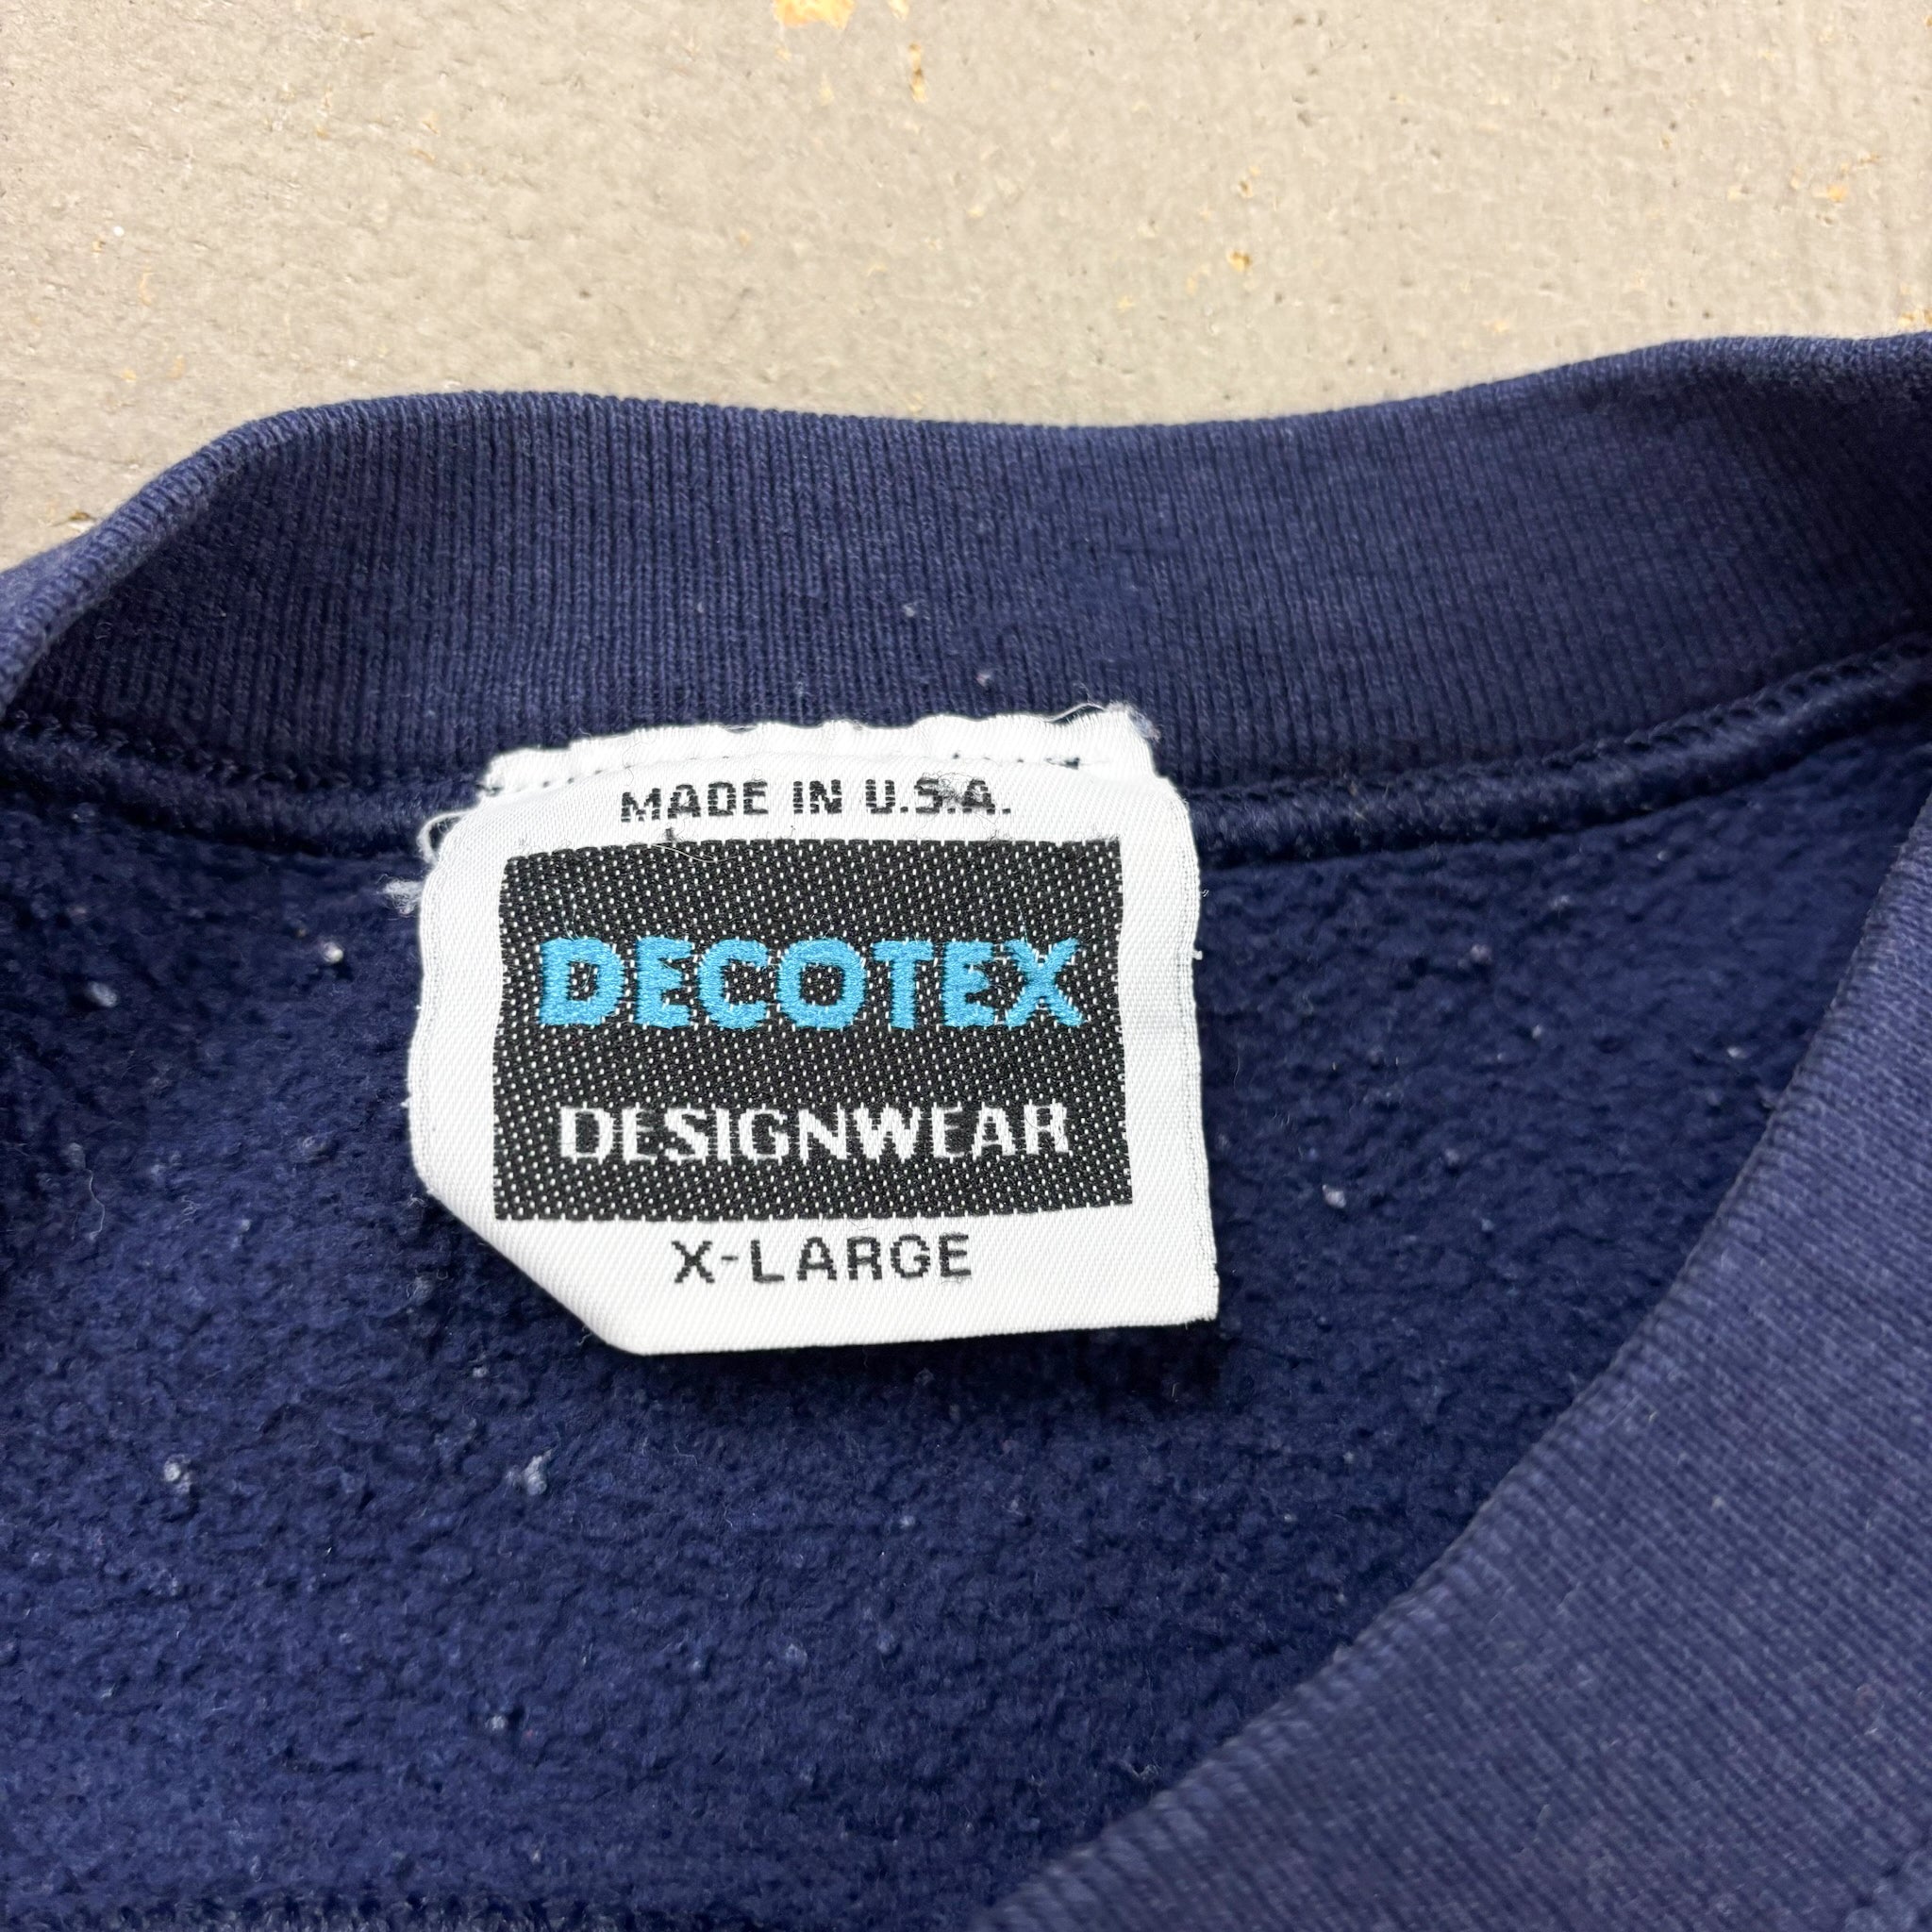 MADE IN U.S.A.
DECOTEX
DESIGNWEAR
X-LARGE